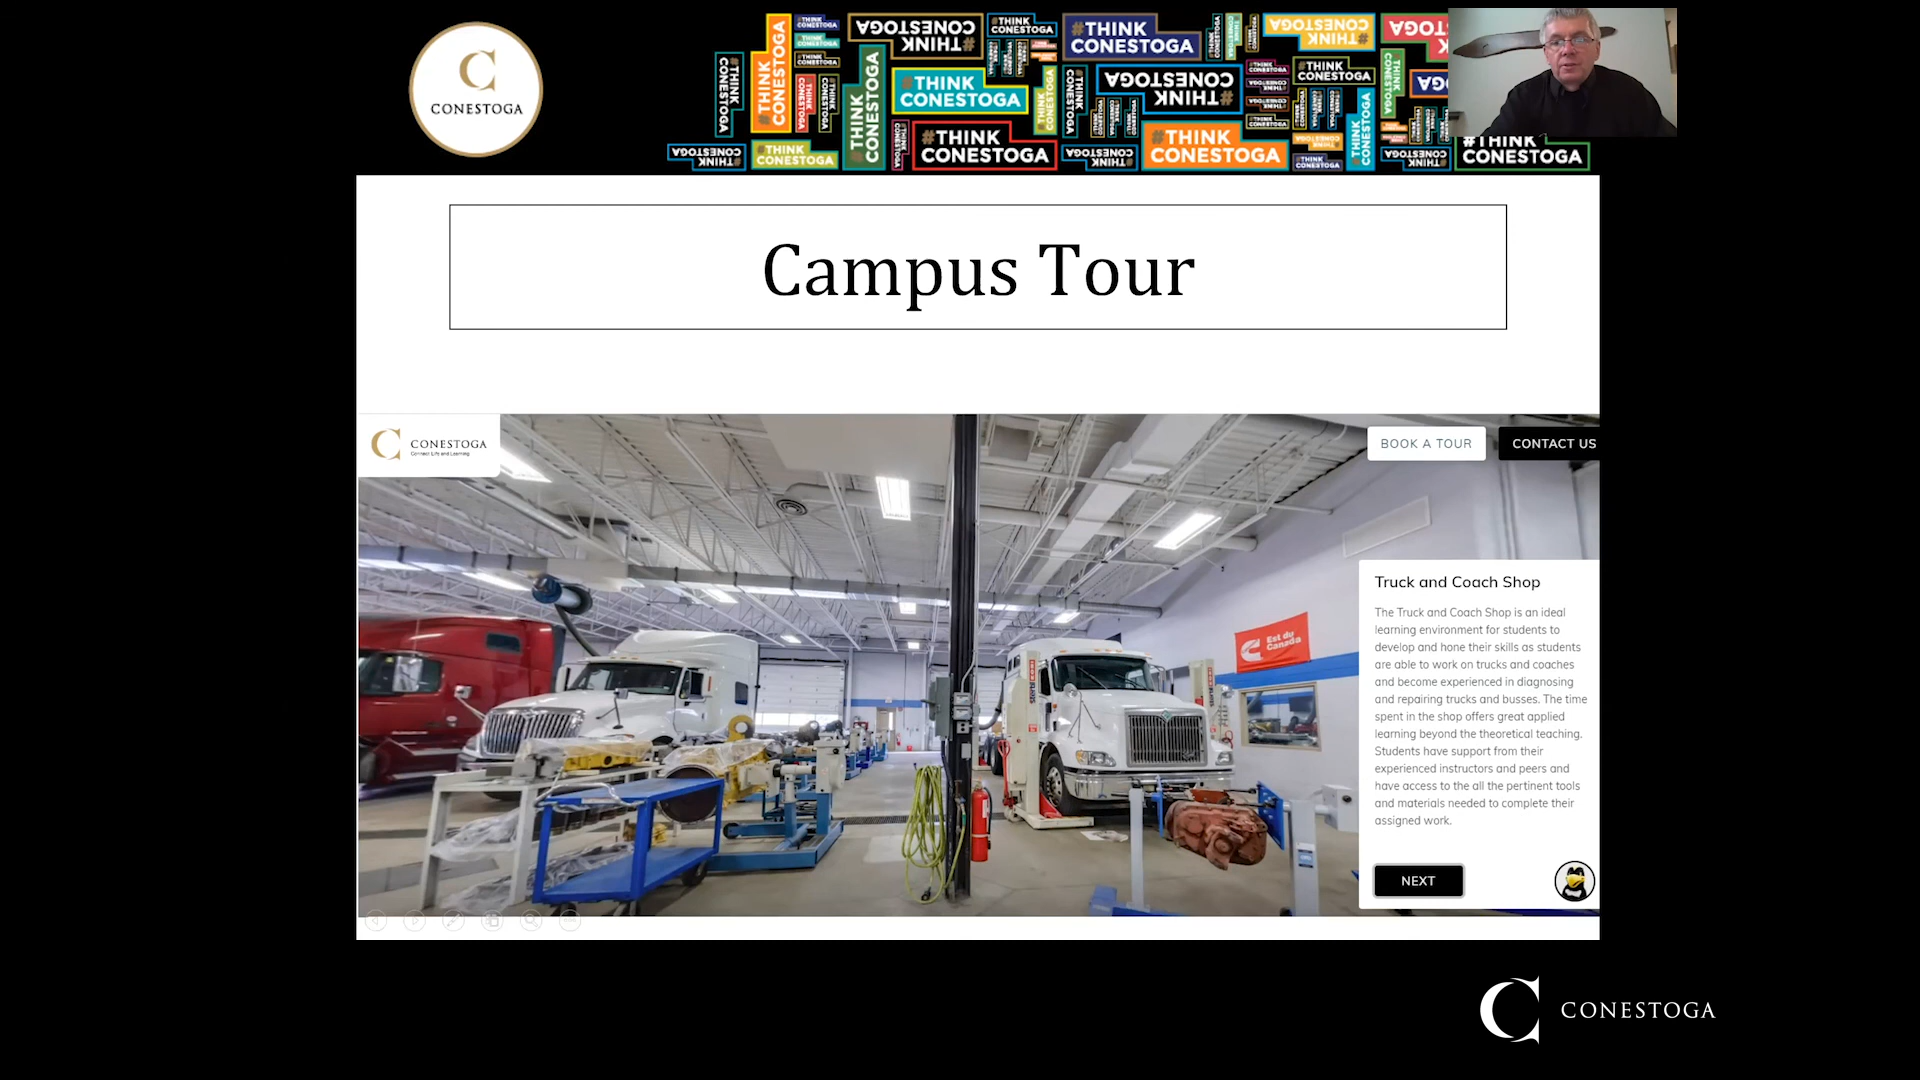 CONESTOGA
#THINK
CONESTOGA
#THINK
CONESTOGA
#THINK
CONESTOGA
#THINK
CONESTOGA
#THINK
CONESTOGA
#THINK
CONESTOGA
#THINK
CONESTOGA
#THINK
CONESTOGA
#THINK
CONESTOGA
#THINK
CONESTOGA
#THINK
CONESTOGA
#THINK
CONESTOGA
Campus Tour
CONESTOGA
Connect Life and Learning
BOOK A TOUR
CONTACT US
Est du
Canada
Truck and Coach Shop
The Truck and Coach Shop is an ideal
learning environment for students to
develop and hone their skills as students
are able to work on trucks and coaches
and become experienced in diagnosing
and repairing trucks and busses. The time
spent in the shop offers great applied
learning beyond the theoretical teaching.
Students have support from their
experienced instructors and peers and
have access to the all the pertinent tools
and materials needed to complete their
assigned work.
NEXT
CONESTOGA